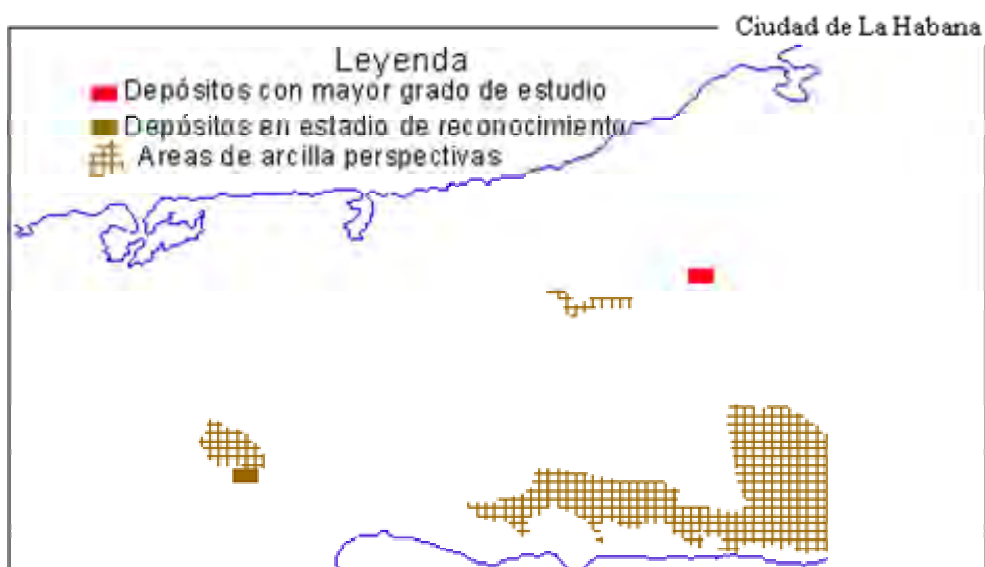 Ciudad de La Habana
Leyenda
Depósitos con mayor grado de estudio
Depósitos en estadio de reconocimiento
Areas de arcilla perspectivas